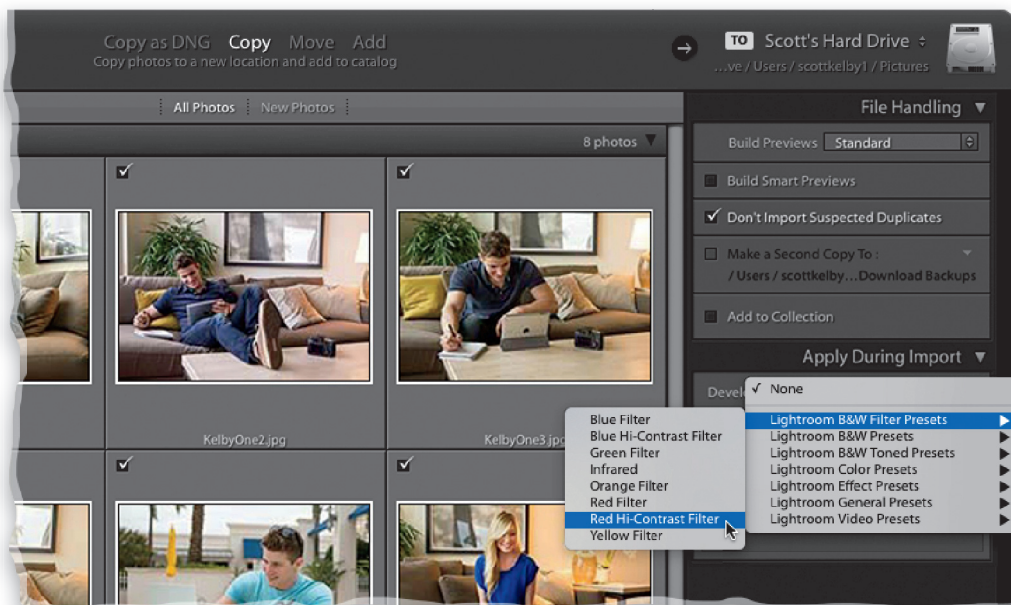 Copy as DNG Copy Move Add
Copy photos to a new location and add to catalog
TO Scott's Hard Drive
...ve / Users / scottkelby1 / Pictures
All Photos New Photos
File Handling
8 photos
Build Previews Standard
Build Smart Previews
Don't Import Suspected Duplicates
Make a Second Copy To :
/ Users / scottkelby...Download Backups
Add to Collection
Apply During Import
Develo
None
Lightroom B&W Filter Presets
Lightroom B&W Presets
Lightroom B&W Toned Presets
Lightroom Color Presets
Lightroom Effect Presets
Lightroom General Presets
Lightroom Video Presets
Blue Filter
Blue Hi-Contrast Filter
Green Filter
Infrared
Orange Filter
Red Filter
Red Hi-Contrast Filter
Yellow Filter
KelbyOne2.jpg
KelbyOne3.jpg